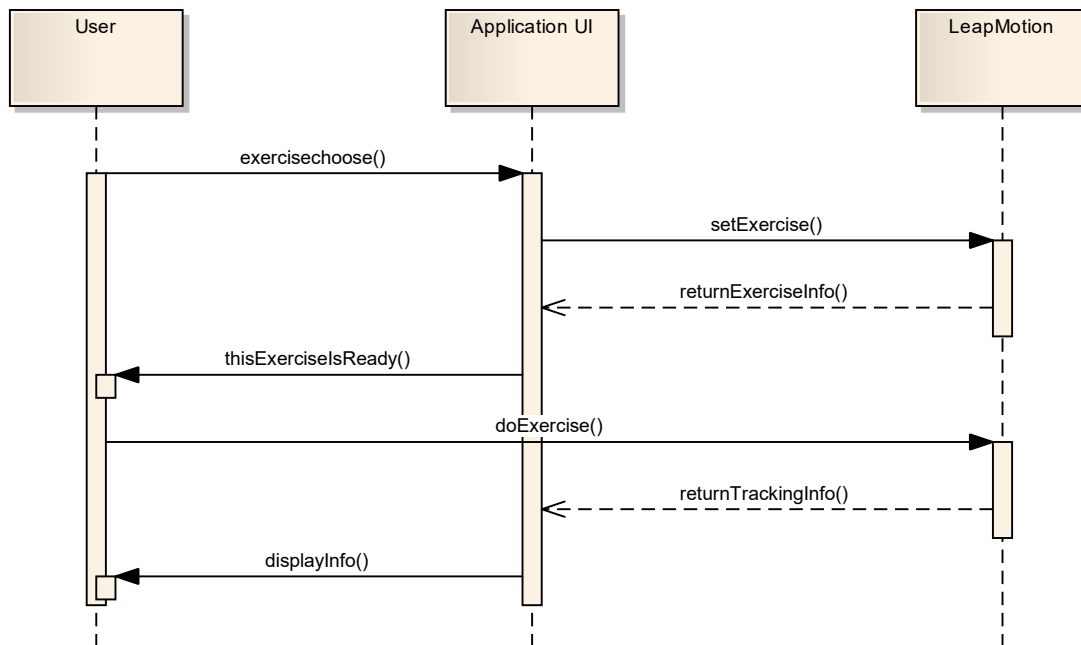 User
Application UI
LeapMotion
exercisechoose()
setExercise()
returnExerciseInfo()
thisExerciseIsReady()
doExercise()
returnTrackingInfo()
displayInfo()